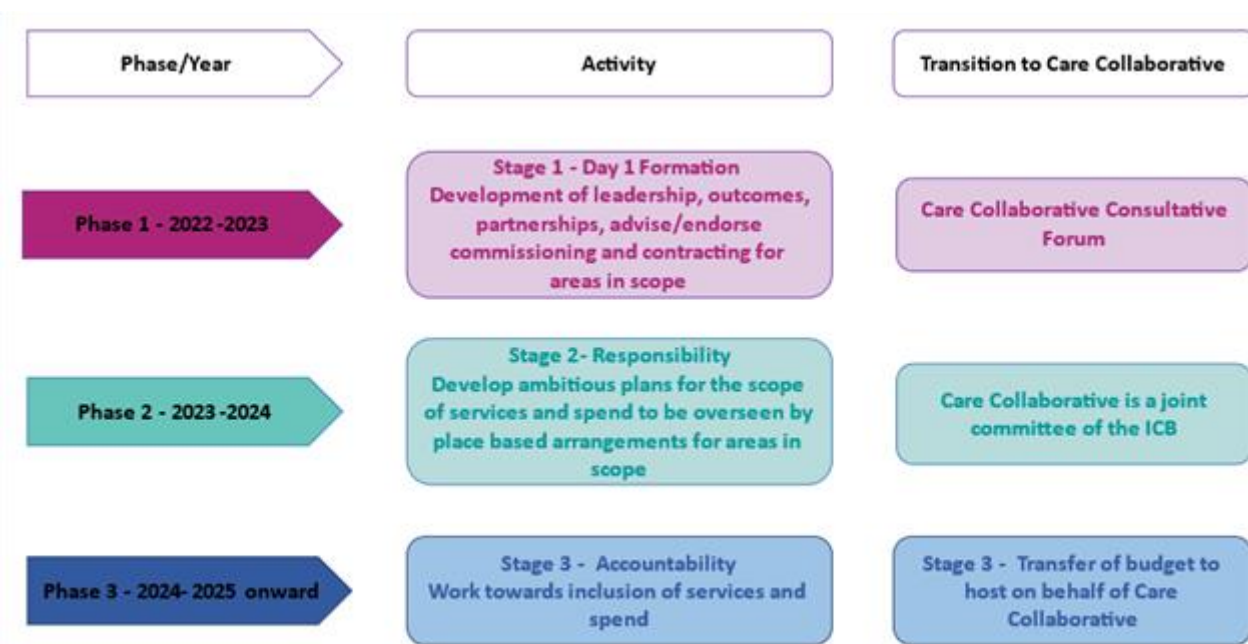 Phase/Year
Activity
Transition to Care Collaborative
Phase 1 - 2022 -2023
Stage 1 - Day 1 Formation
Development of leadership, outcomes,
partnerships, advise/endorse
commissioning and contracting for
areas in scope
Care Collaborative Consultative
Forum
Phase 2 - 2023 -2024
Stage 2- Responsibility
Develop ambitious plans for the scope
of services and spend to be overseen by
place based arrangements for areas in
scope
Care Collaborative is a joint
committee of the ICB
Phase 3 - 2024- 2025 onward
Stage 3 - Accountability
Work towards inclusion of services and
spend
Stage 3 - Transfer of budget to
host on behalf of Care
Collaborative